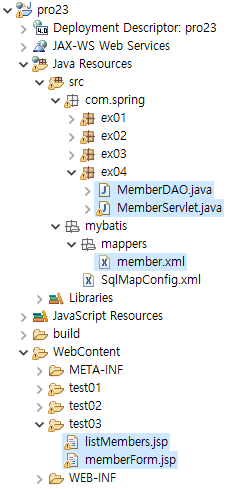 pro23
Deployment Descriptor: pro23
JAX-WS Web Services
Java Resources
src
com.spring
ex01
ex02
ex03
ex04
MemberDAO.java
MemberServlet.java
mybatis
mappers
member.xml
SqlMapConfig.xml
Libraries
JavaScript Resources
build
WebContent
META-INF
test01
test02
test03
listMembers.jsp
memberForm.jsp
WEB-INF